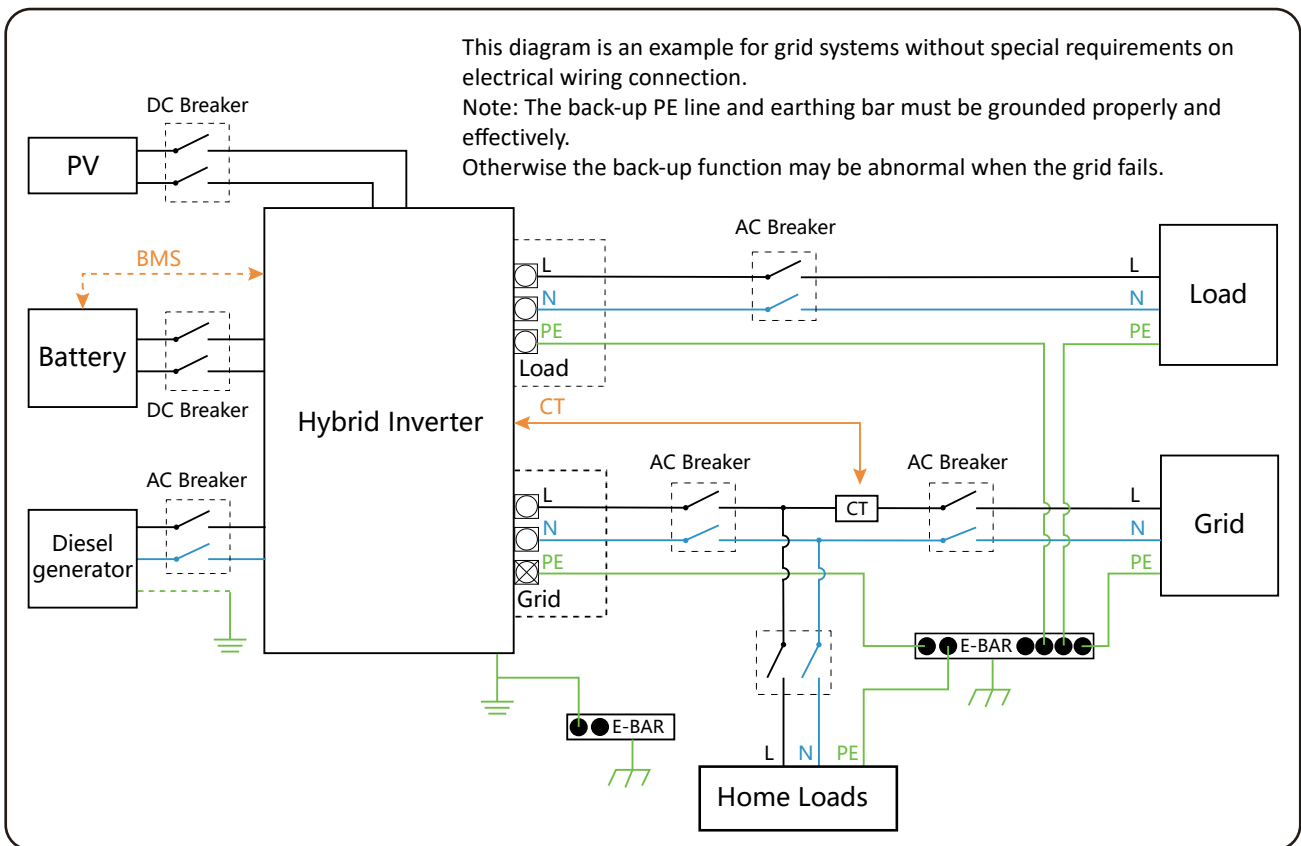 This diagram is an example for grid systems without special requirements on
electrical wiring connection.
Note: The back-up PE line and earthing bar must be grounded properly and
effectively.
Otherwise the back-up function may be abnormal when the grid fails.
DC Breaker
PV
BMS
Battery
DC Breaker
AC Breaker
Diesel
generator
Hybrid Inverter
L
N
PE
Load
AC Breaker
L
N
PE
Load
CT
L
N
PE
Grid
AC Breaker
CT
AC Breaker
L
N
PE
Grid
E-BAR
E-BAR
L
N
PE
Home Loads